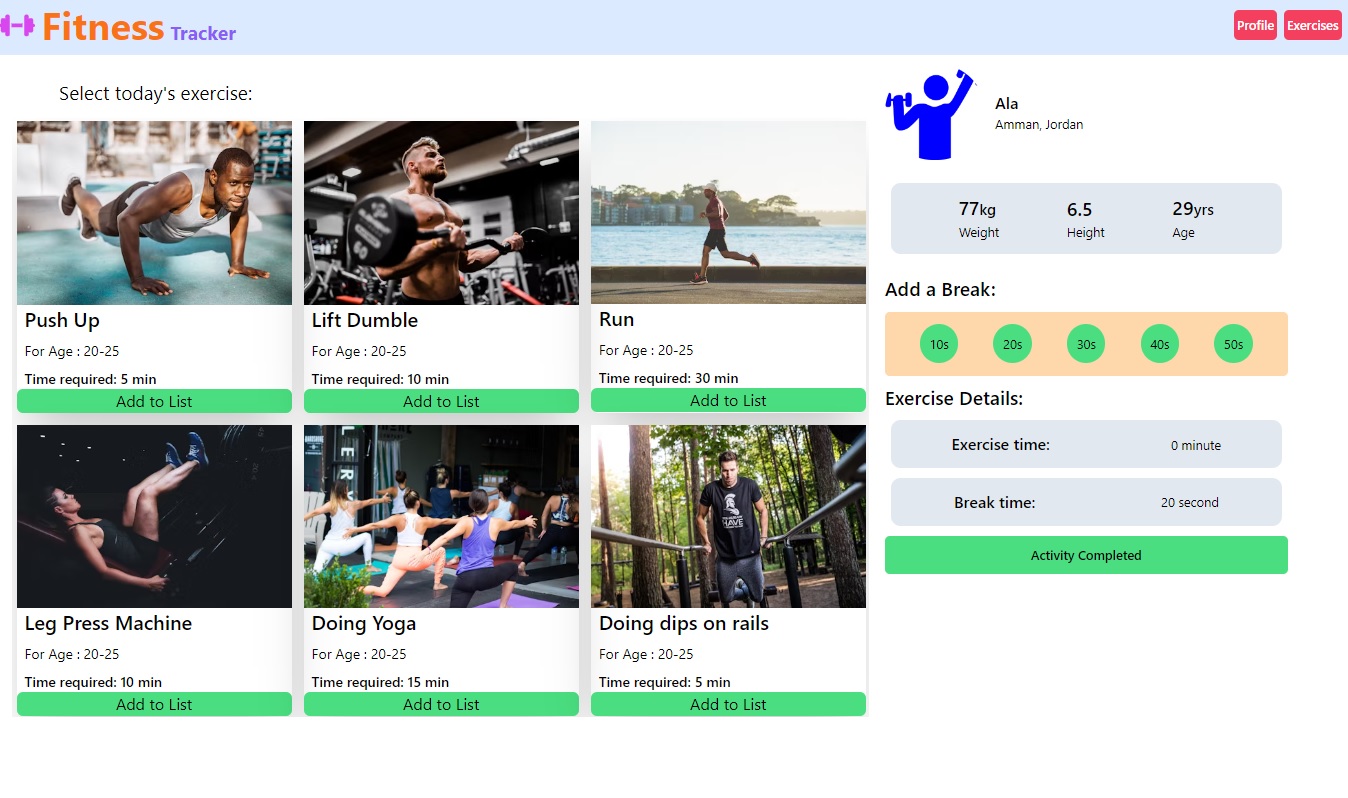 Fitness Tracker
Profile
Exercises
Select today's exercise:
Push Up
For Age : 20-25
Time required: 5 min
Add to List
Lift Dumble
For Age : 20-25
Time required: 10 min
Add to List
Run
For Age : 20-25
Time required: 30 min
Add to List
Leg Press Machine
For Age : 20-25
Time required: 10 min
Add to List
Doing Yoga
For Age : 20-25
Time required: 15 min
Add to List
HAVE
Doing dips on rails
For Age : 20-25
Time required: 5 min
Add to List
Ala
Amman, Jordan
77kg
Weight
6.5
Height
29yrs
Age
Add a Break:
10s
20s
30s
40s
50s
Exercise Details:
Exercise time:
0 minute
Break time:
20 second
Activity Completed